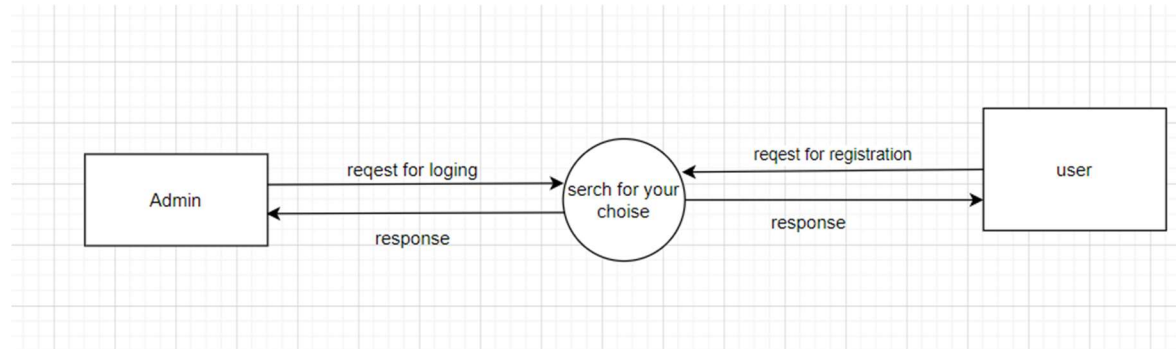 Admin
reqest for loging
response
serch for your
choise
reqest for registration
response
user